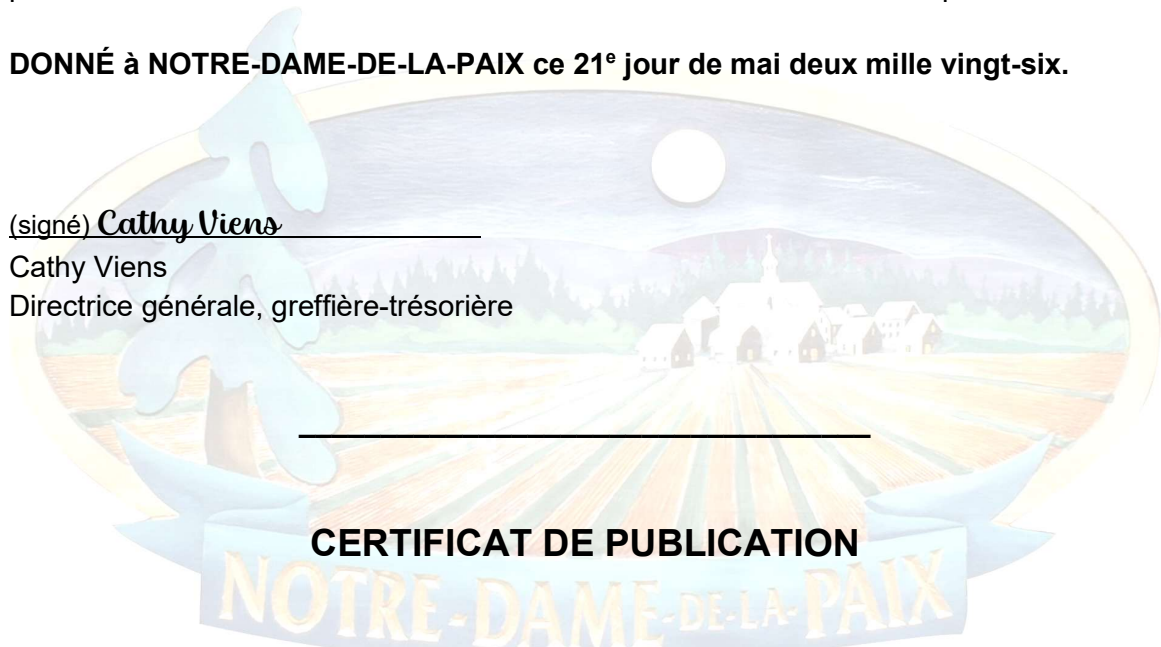 DONNÉ à NOTRE-DAME-DE-LA-PAIX ce 21e jour de mai deux mille vingt-six.
(signé) Cathy Viens
Cathy Viens
Directrice générale, greffière-trésorière
CERTIFICAT DE PUBLICATION
NOTRE-DAME-DE-LA-PAIX